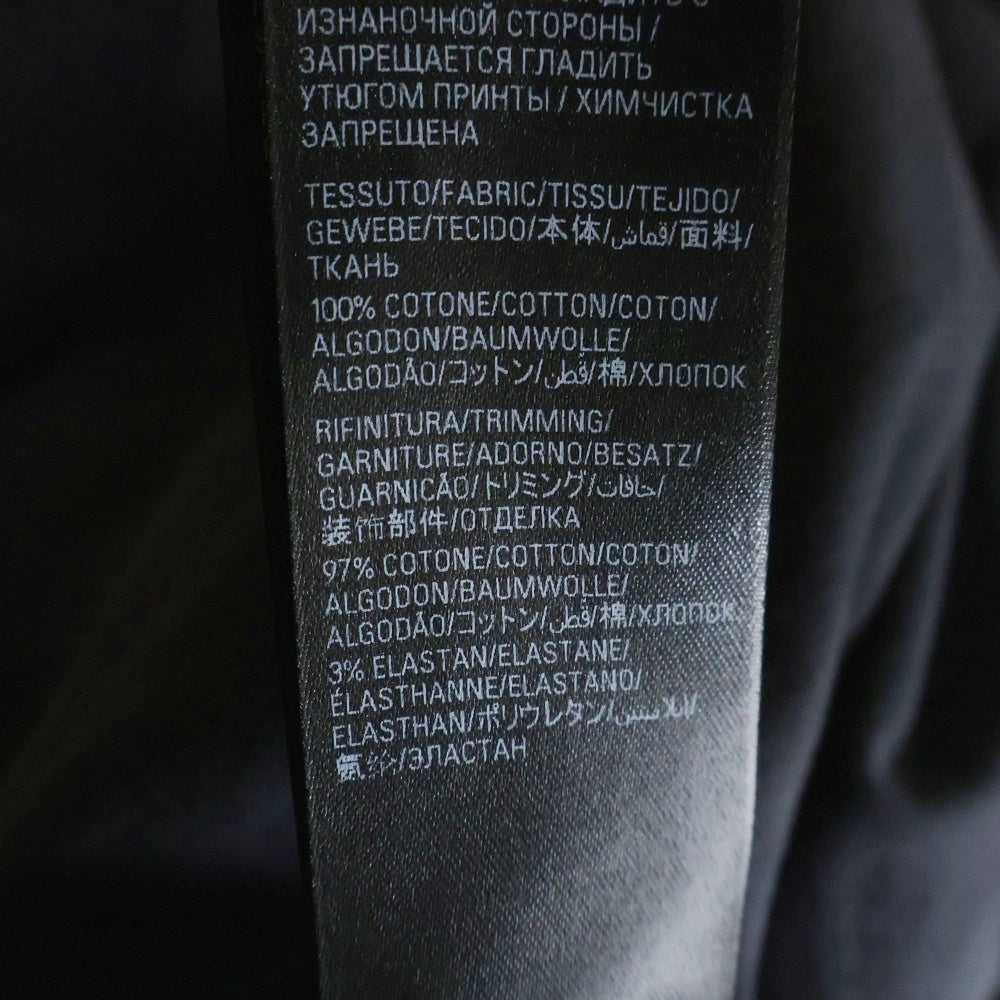 ИЗНАНОЧНОЙ СТОРОНЫ /
ЗАПРЕЩАЕТСЯ ГЛАДИТЬ
УТЮГОМ ПРИНТЫ / ХИМЧИСТКА
ЗАПРЕЩЕНА
TESSUTO/FABRIC/TISSU/TEJIDO/
GEWEBE/TECIDO/本体/قماش/面料/
ТКАНЬ
100% COTONE/COTTON/COTON/
ALGODON/BAUMWOLLE/
ALGODÃO/コットン/قطن/棉/ХЛОПОК
RIFINITURA/TRIMMING/
GARNITURE/ADORNO/BESATZ/
GUARNICÃO/トリミング/حافات/
装饰部件/ОТДЕЛКА
97% COTONE/COTTON/COTON/
ALGODON/BAUMWOLLE/
ALGODÃO/コットン/قطن/棉/ХЛОПОК
3% ELASTAN/ELASTANE/
ÉLASTHANNE/ELASTANO/
ELASTHAN/ポリウレタン/
氨纶/ЭЛАСТАН